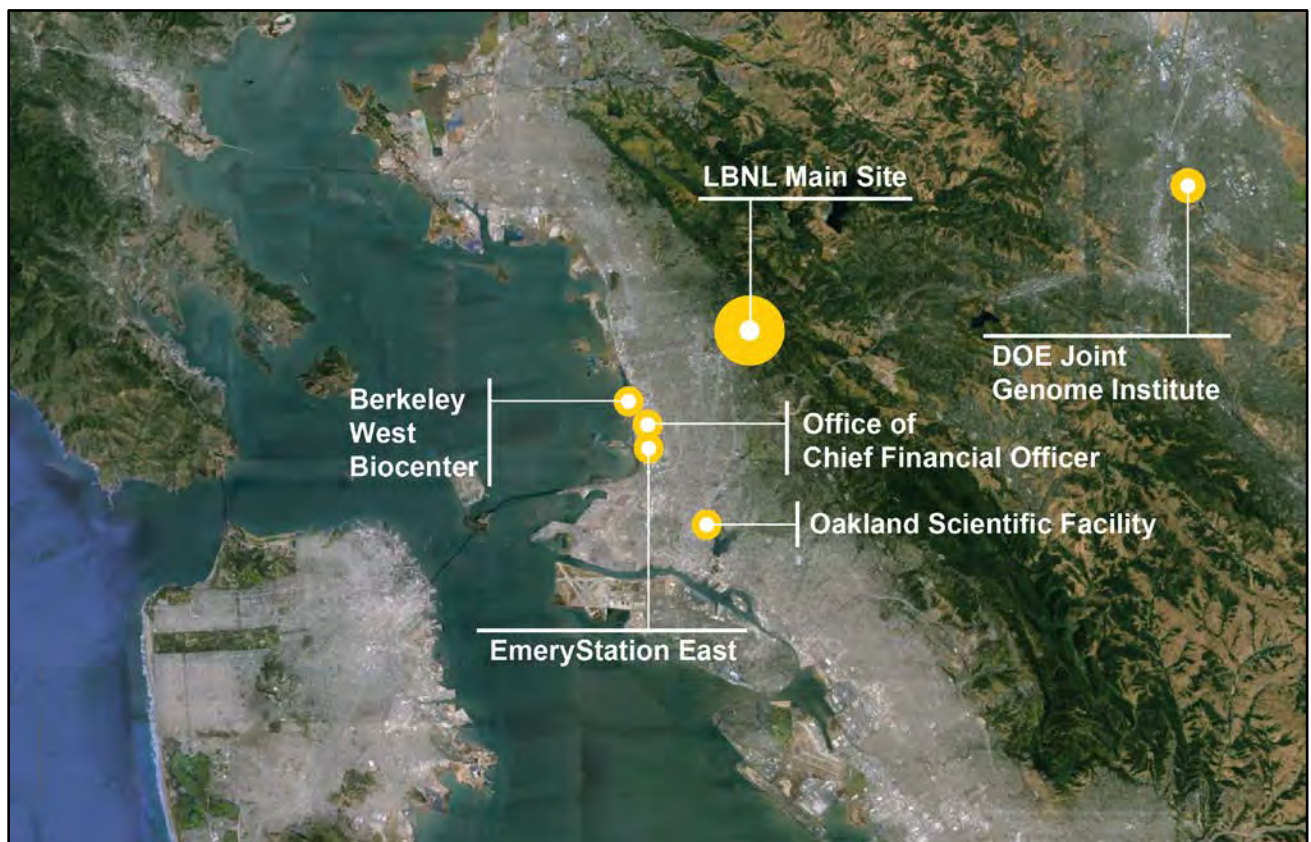 LBNL Main Site
DOE Joint
Genome Institute
Berkeley
West
Biocenter
Office of
Chief Financial Officer
Oakland Scientific Facility
EmeryStation East